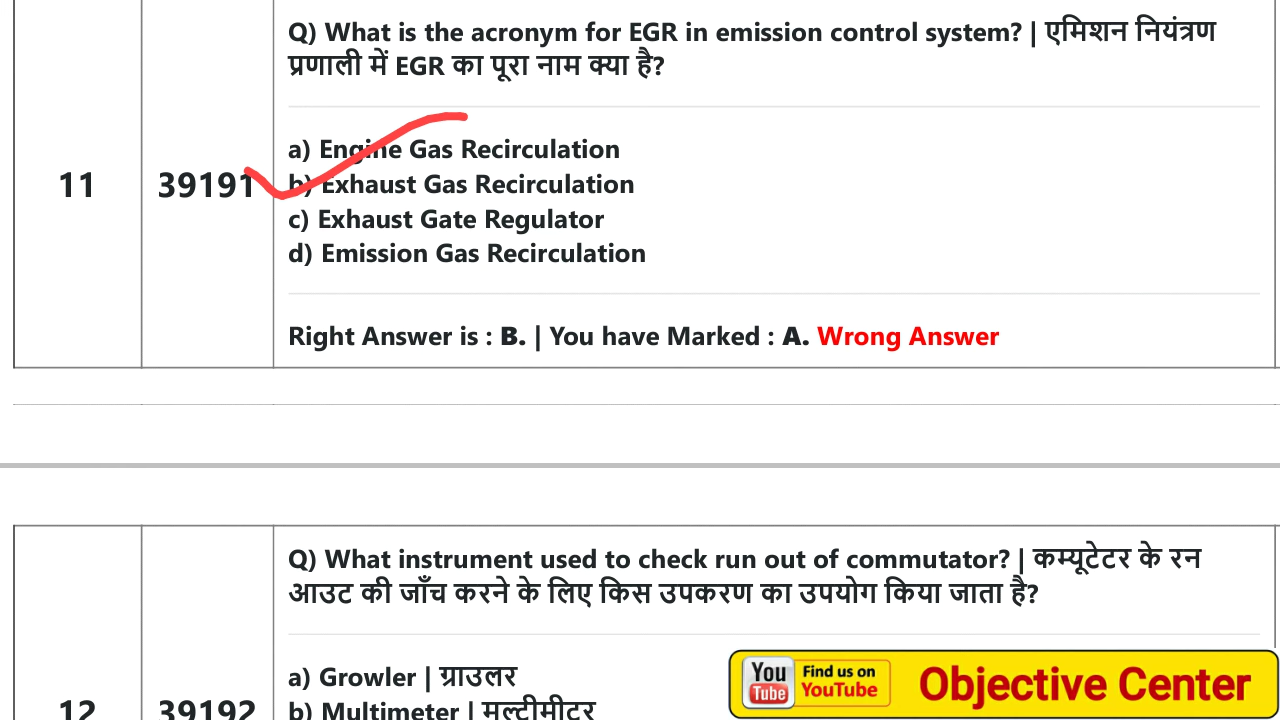 Q) What is the acronym for EGR in emission control system? | एमिशन नियंत्रण
प्रणाली में EGR का पूरा नाम क्या है?
a) Engine Gas Recirculation
11 39191 b) Exhaust Gas Recirculation
c) Exhaust Gate Regulator
d) Emission Gas Recirculation
Right Answer is : B. | You have Marked : A. Wrong Answer
Q) What instrument used to check run out of commutator? | कम्यूटेटर के रन
आउट की जाँच करने के लिए किस उपकरण का उपयोग किया जाता है?
a) Growler | ग्राउलर
12 39192 b) Multimeter | मल्टीमीटर
You Tube Find us on YouTube Objective Center